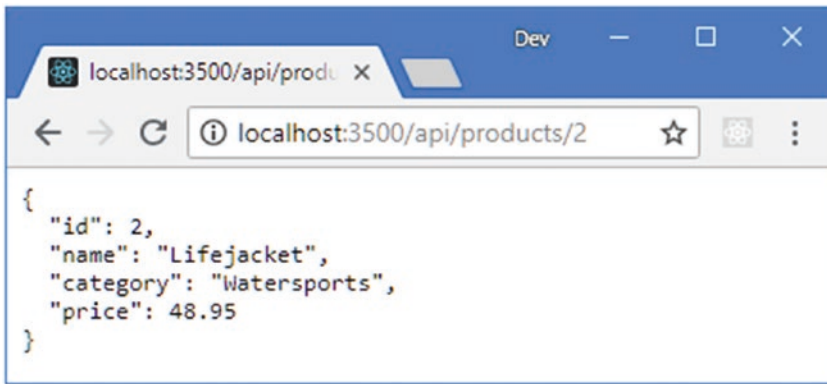 Dev
localhost:3500/api/produ
localhost:3500/api/products/2
{
"id": 2,
"name": "Lifejacket",
"category": "Watersports",
"price": 48.95
}